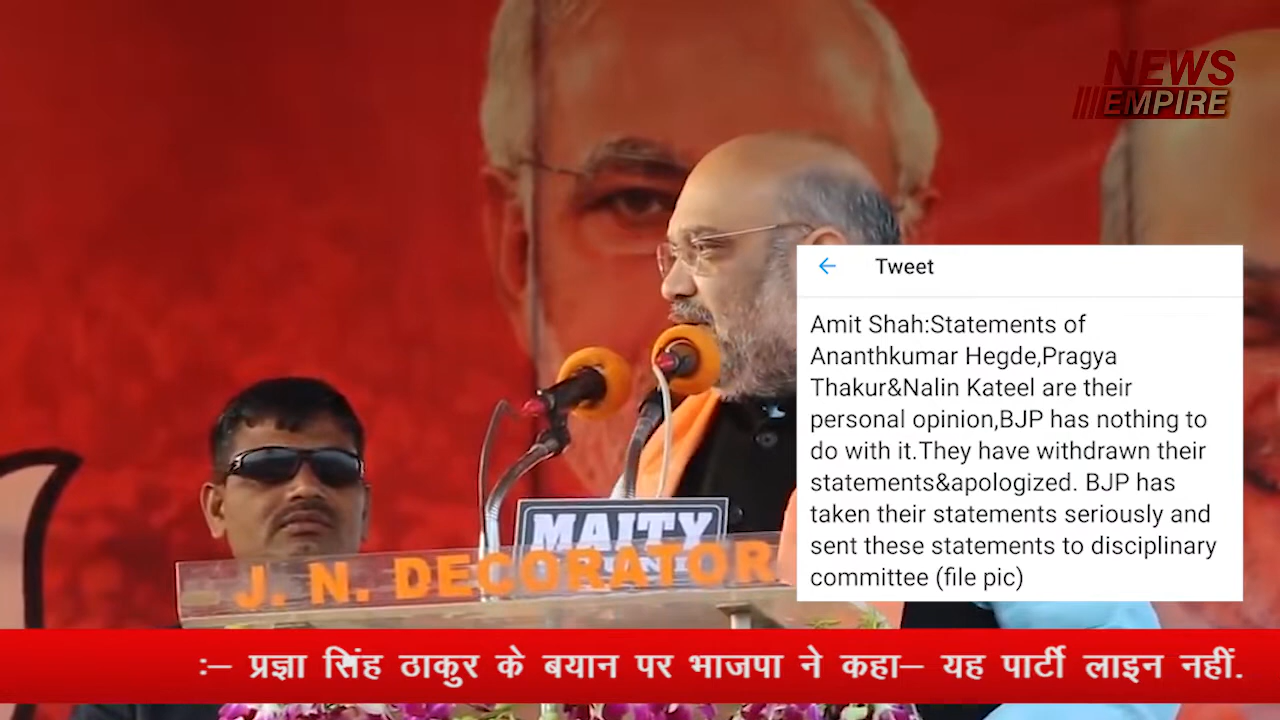 NEWS
EMPIRE
Tweet
Amit Shah:Statements of
Ananthkumar Hegde,Pragya
Thakur&Nalin Kateel are their
personal opinion,BJP has nothing to
do with it.They have withdrawn their
statements&apologized. BJP has
taken their statements seriously and
sent these statements to disciplinary
committee (file pic)
MAITY
J. N. DECORATOR
:– प्रज्ञा सिंह ठाकुर के बयान पर भाजपा ने कहा– यह पार्टी लाइन नहीं.